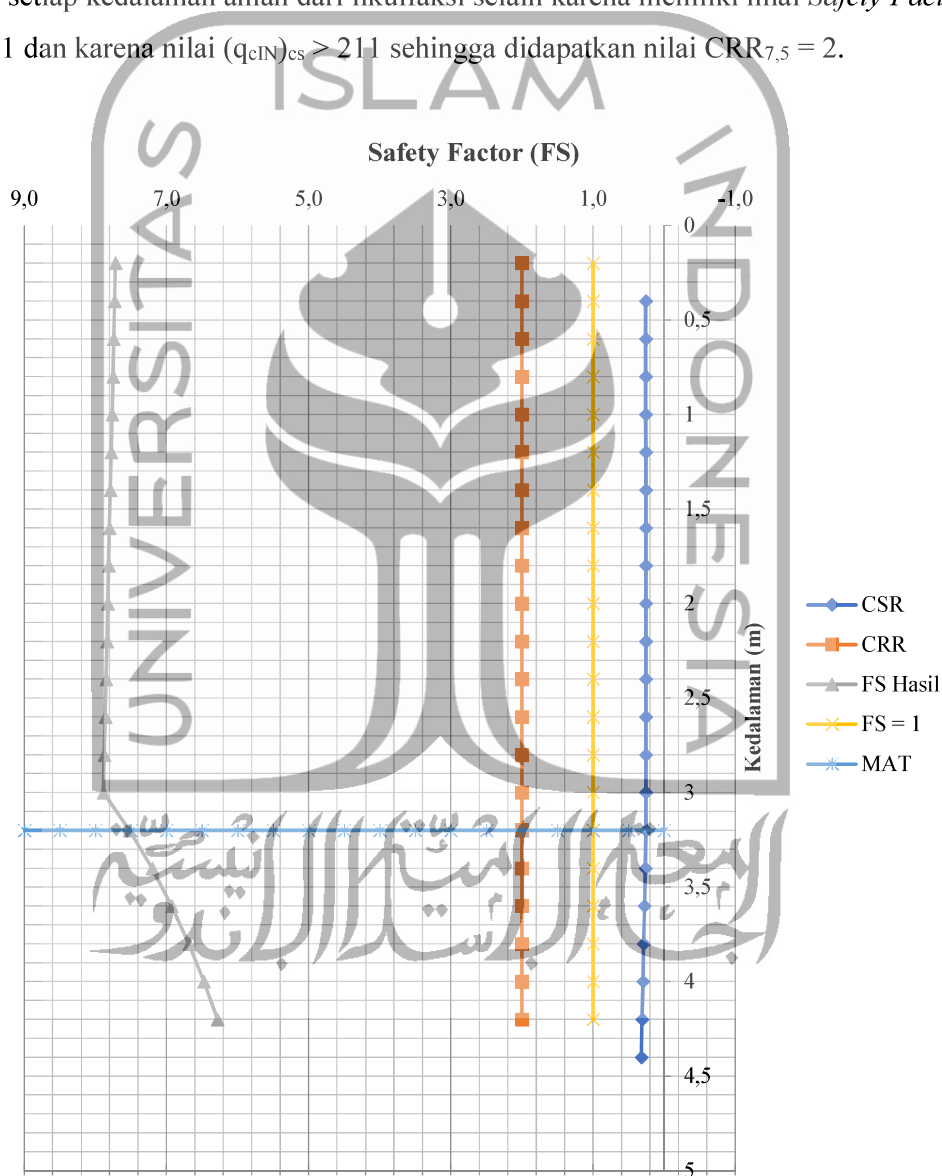 setiap kedalaman aman dari likuifaksi selain karena memiliki nilai Safety
1 dan karena nilai (qc1N)cs > 211 sehingga didapatkan nilai CRR7,5 = 2.
ISLAM
UNIVERSITAS
INDONESIA
Safety Factor (FS)
9,0 7,0 5,0 3,0 1,0 -1,0
0
0,5
1
1,5
2
2,5
3
3,5
4
4,5
5
Kedalaman (m)
CSR
CRR
FS Hasil
FS = 1
MAT